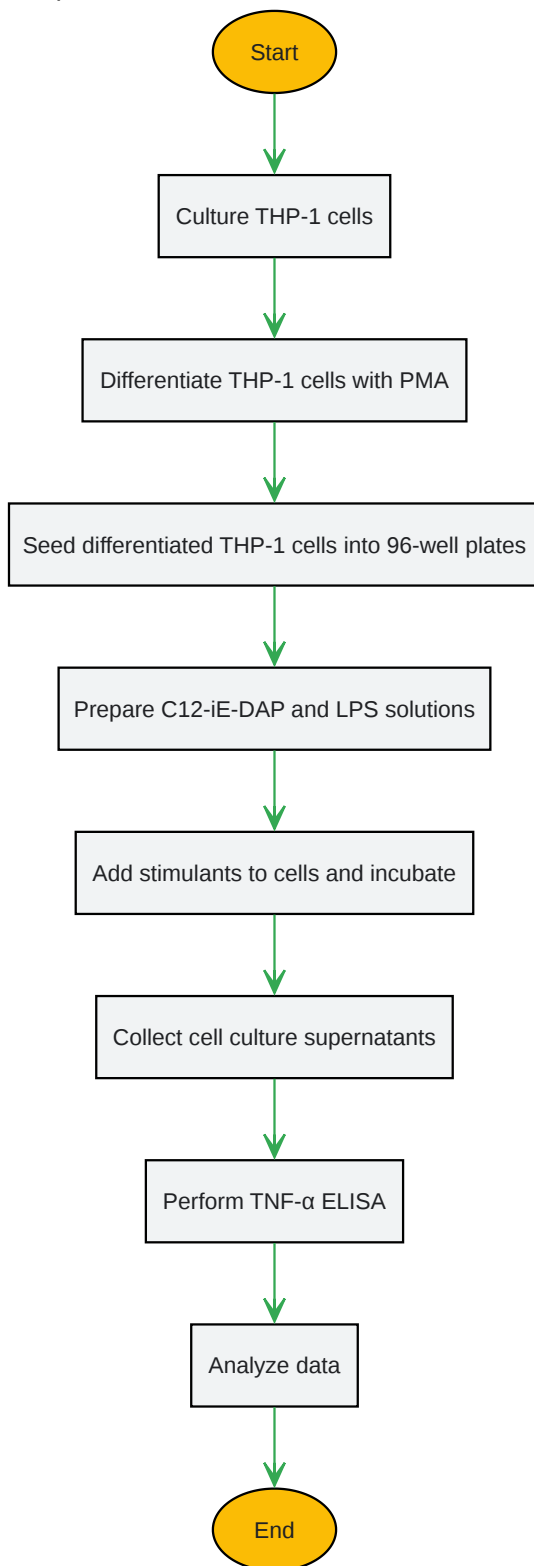 Start
Culture THP-1 cells
Differentiate THP-1 cells with PMA
Seed differentiated THP-1 cells into 96-well plates
Prepare C12-iE-DAP and LPS solutions
Add stimulants to cells and incubate
Collect cell culture supernatants
Perform TNF-α ELISA
Analyze data
End